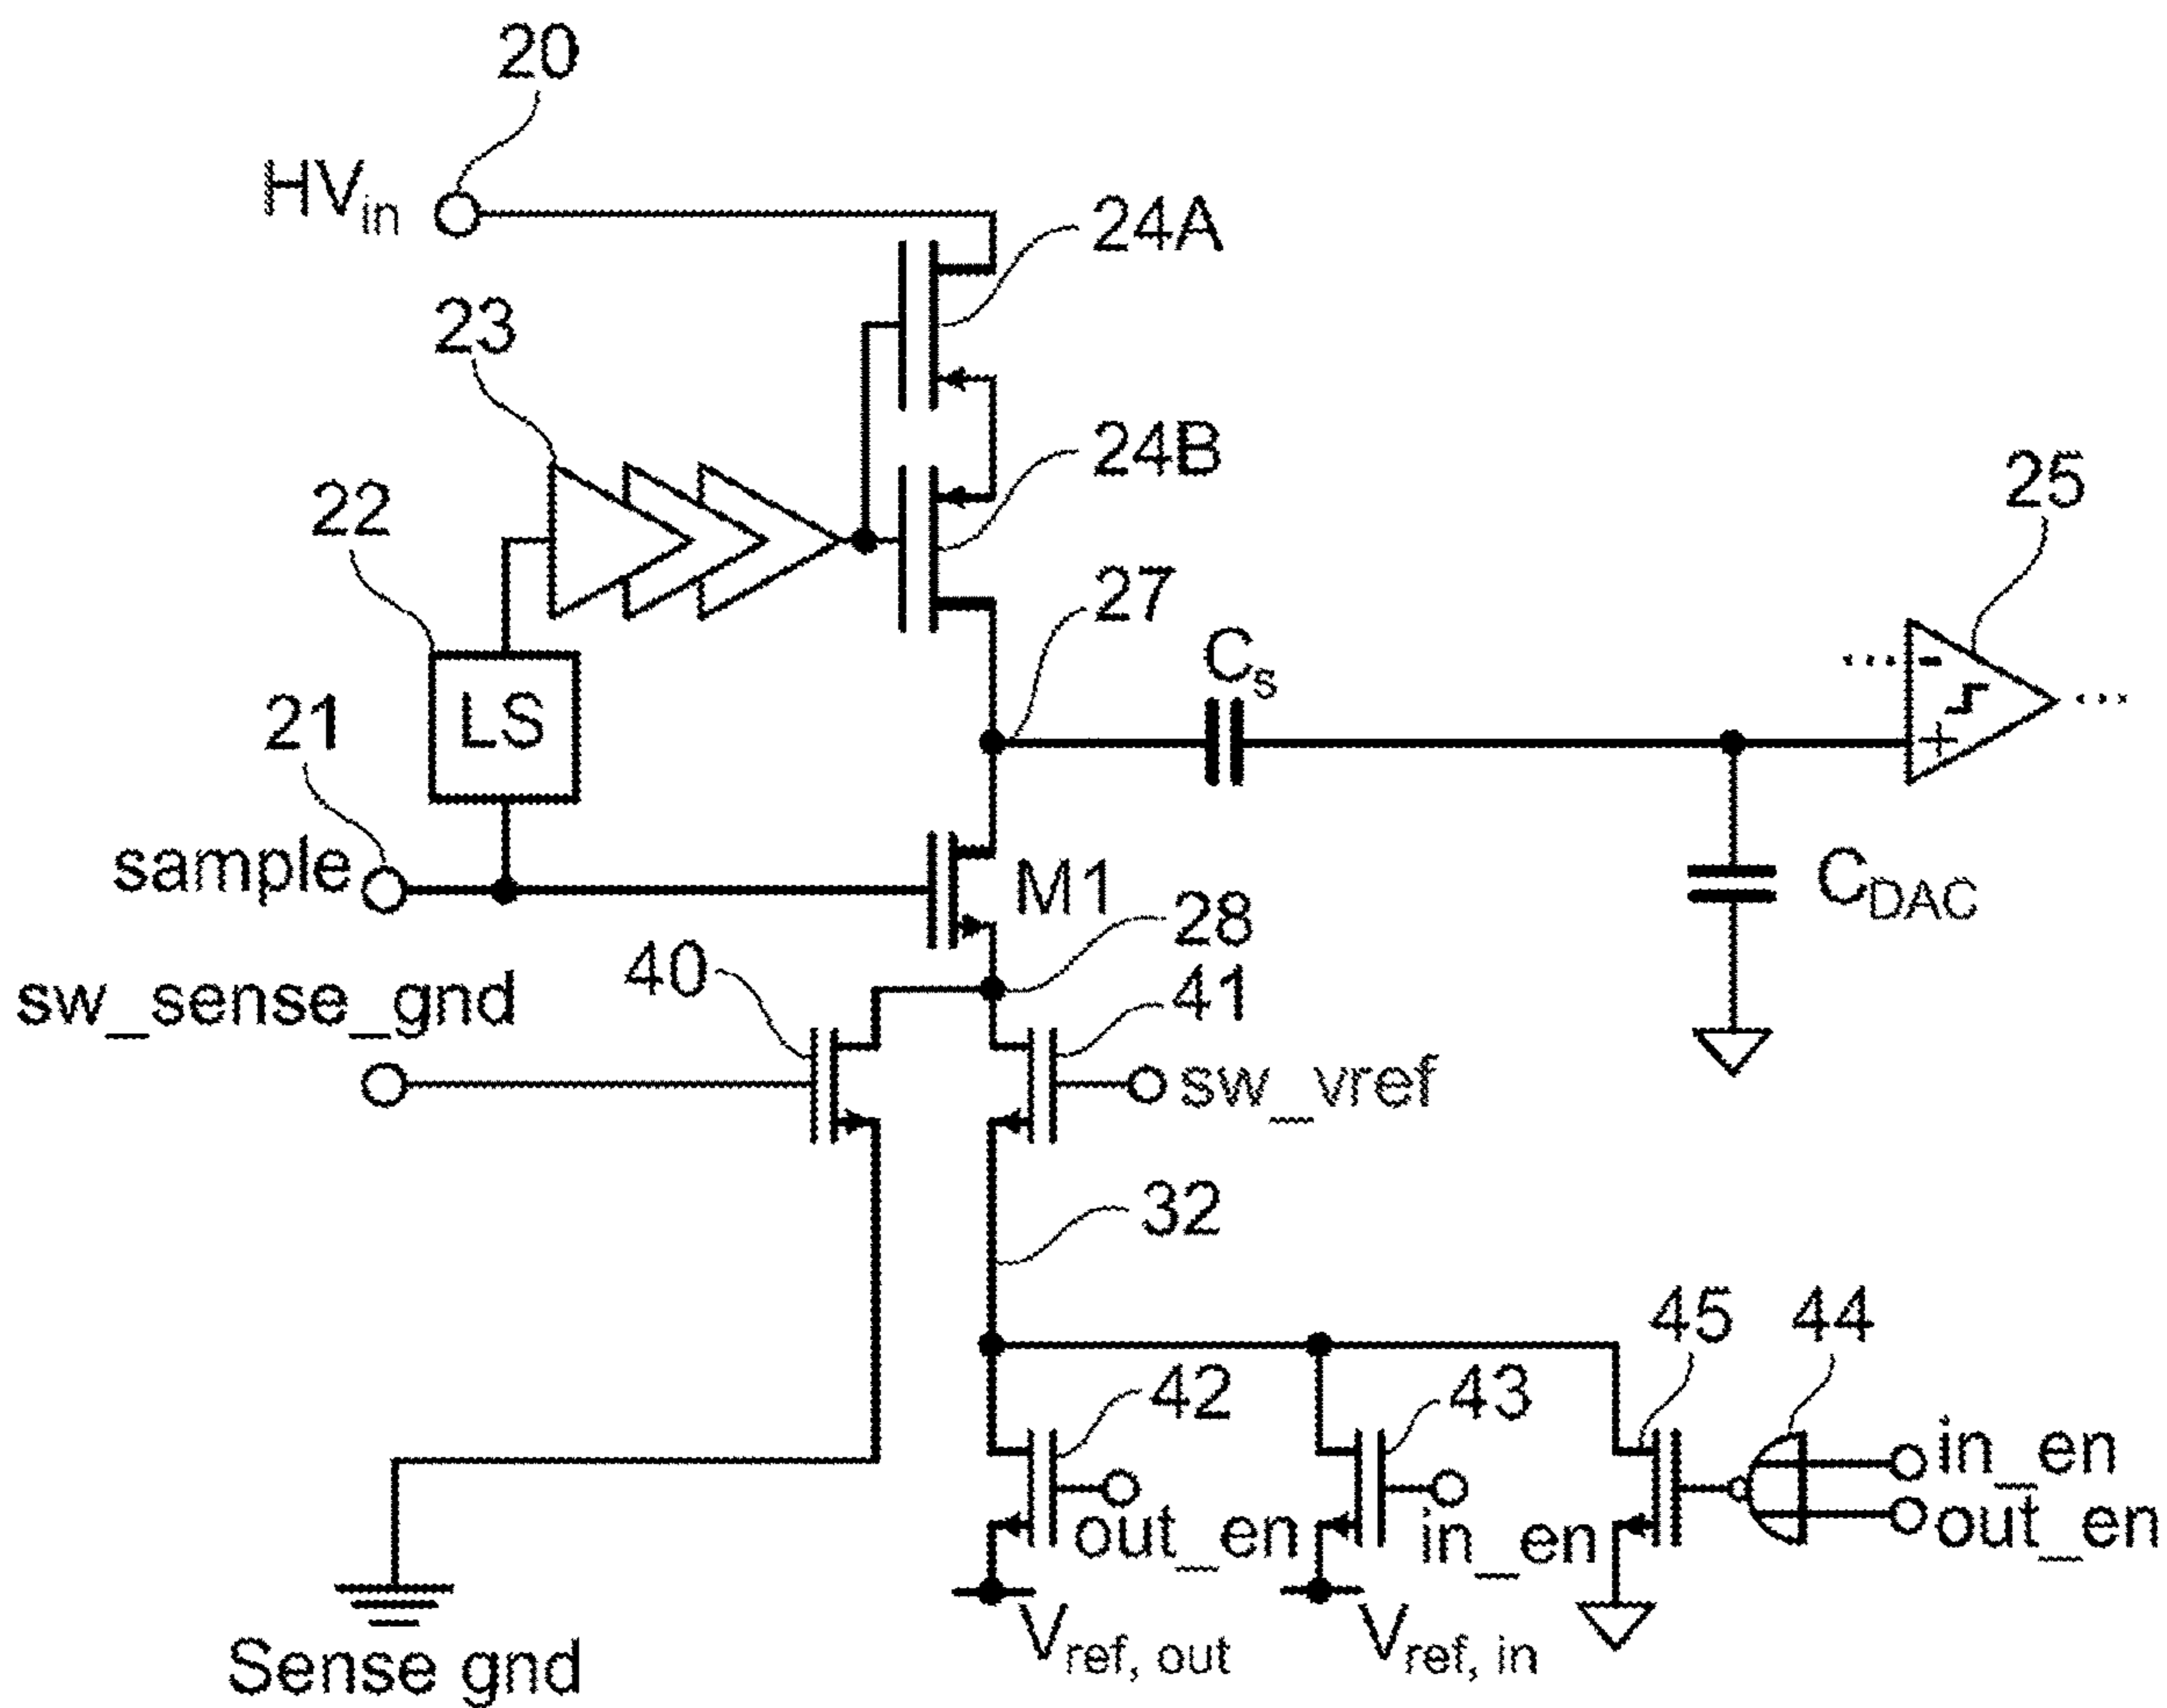 20
HVin
24A
23
24B
25
22
27
Cs
-
LS
21
+
sample
M1
CDAC
28
40
41
sw_sense_gnd
sw_vref
32
45
44
42
43
in_en
out_en
out_en
in_en
Vref, out
Vref, in
Sense gnd